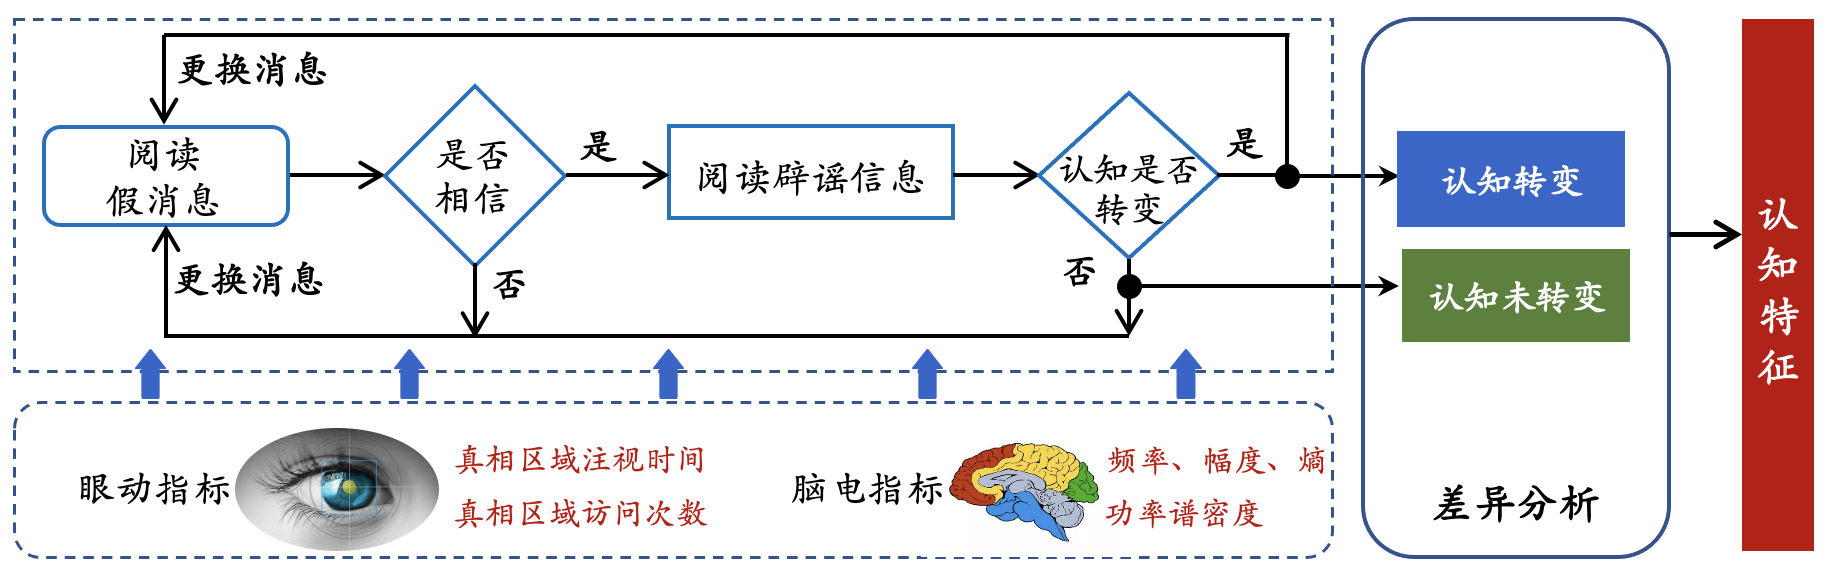 更换消息
阅读
假消息
是否
相信
是
阅读辟谣信息
认知是否
转变
是
认知转变
更换消息
否
否
认知未转变
认知特征
眼动指标
真相区域注视时间
真相区域访问次数
脑电指标
频率、幅度、熵
功率谱密度
差异分析